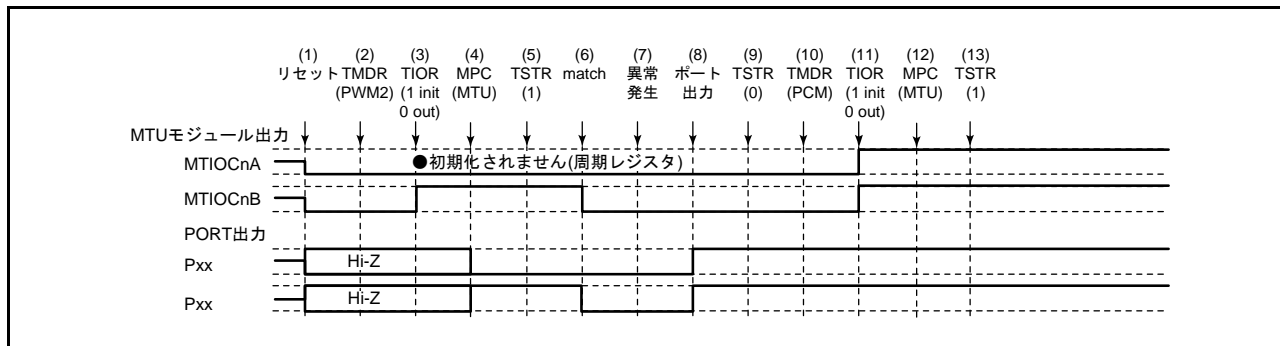 (1) (2) (3) (4) (5) (6) (7) (8) (9) (10) (11) (12) (13)
リセット TMDR TIOR MPC TSTR match 異常 ポート TSTR TMDR TIOR MPC TSTR
(PWM2) (1 init (MTU) (1) 発生 出力 (0) (PCM) (1 init (MTU) (1)
0 out) 0 out)
MTUモジュール出力
MTIOCnA ●初期化されません(周期レジスタ)
MTIOCnB
PORT出力
Pxx Hi-Z
Pxx Hi-Z